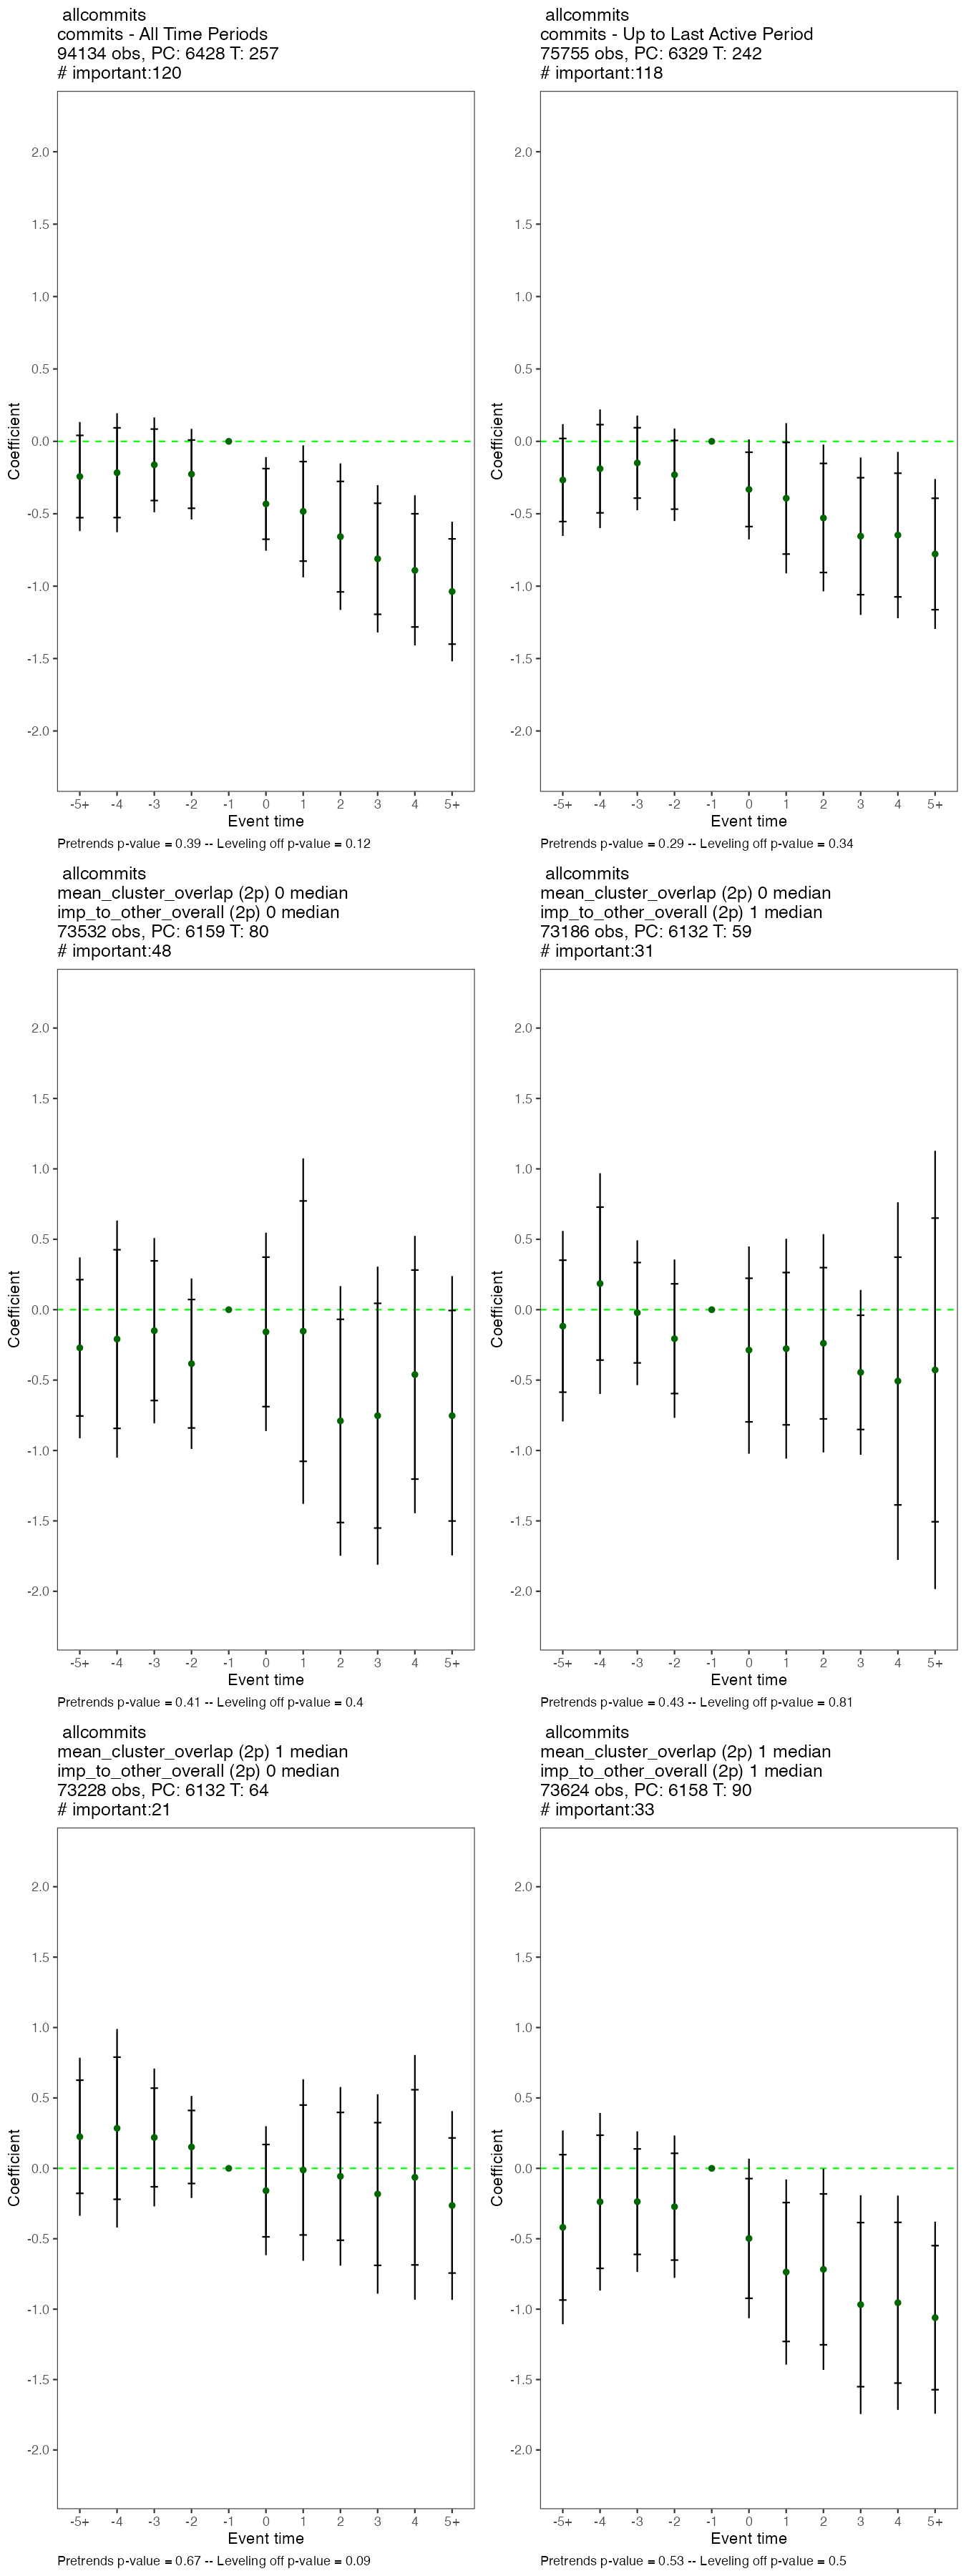 allcommits
commits - All Time Periods
94134 obs, PC: 6428 T: 257
# important:120
2.0
1.5
1.0
0.5
0.0
-0.5
-1.0
-1.5
-2.0
Coefficient
-5+ -4 -3 -2 -1 0 1 2 3 4 5+
Event time
Pretrends p-value = 0.39 -- Leveling off p-value = 0.12
allcommits
commits - Up to Last Active Period
75755 obs, PC: 6329 T: 242
# important:118
2.0
1.5
1.0
0.5
0.0
-0.5
-1.0
-1.5
-2.0
Coefficient
-5+ -4 -3 -2 -1 0 1 2 3 4 5+
Event time
Pretrends p-value = 0.29 -- Leveling off p-value = 0.34
allcommits
mean_cluster_overlap (2p) 0 median
imp_to_other_overall (2p) 0 median
73532 obs, PC: 6159 T: 80
# important:48
2.0
1.5
1.0
0.5
0.0
-0.5
-1.0
-1.5
-2.0
Coefficient
-5+ -4 -3 -2 -1 0 1 2 3 4 5+
Event time
Pretrends p-value = 0.41 -- Leveling off p-value = 0.4
allcommits
mean_cluster_overlap (2p) 0 median
imp_to_other_overall (2p) 1 median
73186 obs, PC: 6132 T: 59
# important:31
2.0
1.5
1.0
0.5
0.0
-0.5
-1.0
-1.5
-2.0
Coefficient
-5+ -4 -3 -2 -1 0 1 2 3 4 5+
Event time
Pretrends p-value = 0.43 -- Leveling off p-value = 0.81
allcommits
mean_cluster_overlap (2p) 1 median
imp_to_other_overall (2p) 0 median
73228 obs, PC: 6132 T: 64
# important:21
2.0
1.5
1.0
0.5
0.0
-0.5
-1.0
-1.5
-2.0
Coefficient
-5+ -4 -3 -2 -1 0 1 2 3 4 5+
Event time
Pretrends p-value = 0.67 -- Leveling off p-value = 0.09
allcommits
mean_cluster_overlap (2p) 1 median
imp_to_other_overall (2p) 1 median
73624 obs, PC: 6158 T: 90
# important:33
2.0
1.5
1.0
0.5
0.0
-0.5
-1.0
-1.5
-2.0
Coefficient
-5+ -4 -3 -2 -1 0 1 2 3 4 5+
Event time
Pretrends p-value = 0.53 -- Leveling off p-value = 0.5